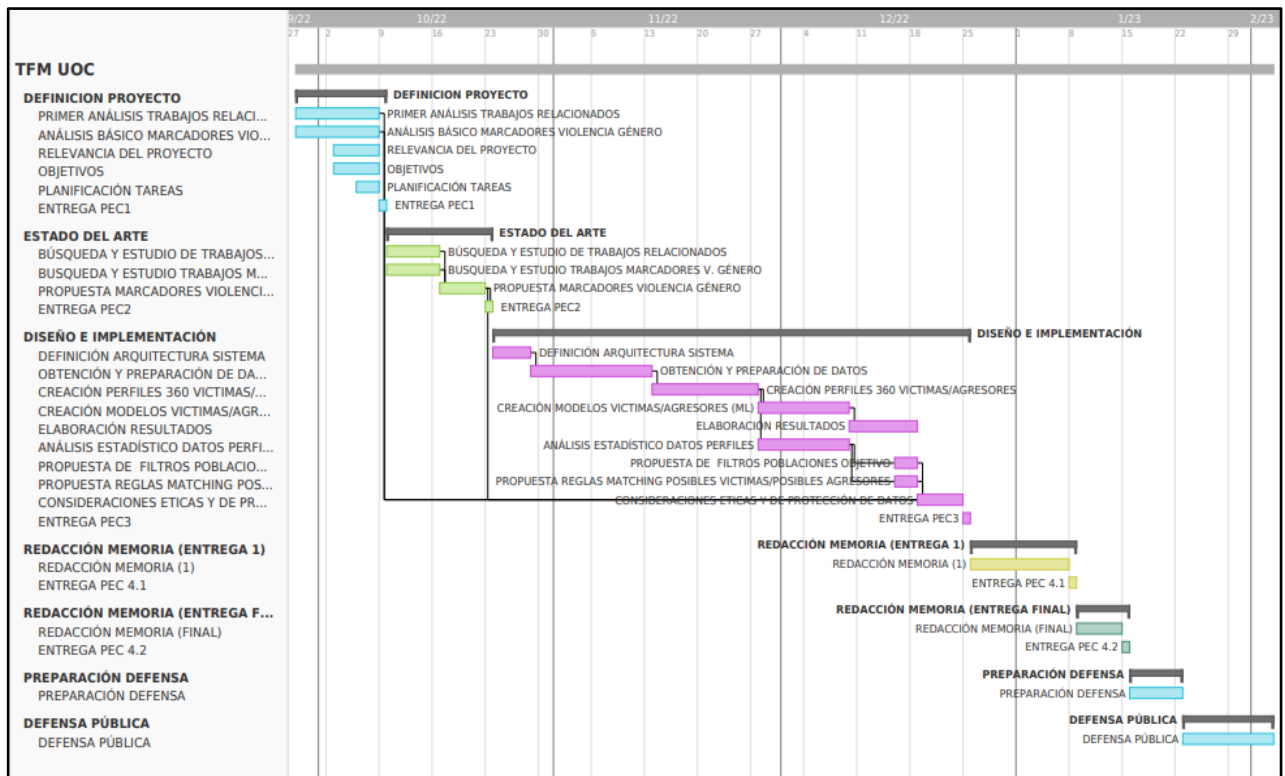 9/22 10/22 11/22 12/22 1/23 2/23
27 2 9 16 23 30 5 13 20 27 4 11 18 25 1 8 15 22 29
TFM UOC
DEFINICION PROYECTO DEFINICION PROYECTO
PRIMER ANÁLISIS TRABAJOS RELACI... PRIMER ANÁLISIS TRABAJOS RELACIONADOS
ANÁLISIS BÁSICO MARCADORES VIO... ANÁLISIS BÁSICO MARCADORES VIOLENCIA GÉNERO
RELEVANCIA DEL PROYECTO RELEVANCIA DEL PROYECTO
OBJETIVOS OBJETIVOS
PLANIFICACIÓN TAREAS PLANIFICACIÓN TAREAS
ENTREGA PEC1 ENTREGA PEC1
ESTADO DEL ARTE ESTADO DEL ARTE
BÚSQUEDA Y ESTUDIO DE TRABAJOS... BÚSQUEDA Y ESTUDIO DE TRABAJOS RELACIONADOS
BUSQUEDA Y ESTUDIO TRABAJOS M... BUSQUEDA Y ESTUDIO TRABAJOS MARCADORES V. GÉNERO
PROPUESTA MARCADORES VIOLENCI... PROPUESTA MARCADORES VIOLENCIA GÉNERO
ENTREGA PEC2 ENTREGA PEC2
DISEÑO E IMPLEMENTACIÓN DISEÑO E IMPLEMENTACIÓN
DEFINICIÓN ARQUITECTURA SISTEMA DEFINICIÓN ARQUITECTURA SISTEMA
OBTENCIÓN Y PREPARACIÓN DE DA... OBTENCIÓN Y PREPARACIÓN DE DATOS
CREACIÓN PERFILES 360 VICTIMAS/... CREACIÓN PERFILES 360 VICTIMAS/AGRESORES
CREACIÓN MODELOS VICTIMAS/AGR... CREACIÓN MODELOS VICTIMAS/AGRESORES (ML)
ELABORACIÓN RESULTADOS ELABORACIÓN RESULTADOS
ANÁLISIS ESTADÍSTICO DATOS PERFI... ANÁLISIS ESTADÍSTICO DATOS PERFILES
PROPUESTA DE FILTROS POBLACIO... PROPUESTA DE FILTROS POBLACIONES OBJETIVO
PROPUESTA REGLAS MATCHING POS... PROPUESTA REGLAS MATCHING POSIBLES VICTIMAS/POSIBLES AGRESORES
CONSIDERACIONES ETICAS Y DE PR... CONSIDERACIONES ETICAS Y DE PROTECCIÓN DE DATOS
ENTREGA PEC3 ENTREGA PEC3
REDACCIÓN MEMORIA (ENTREGA 1) REDACCIÓN MEMORIA (ENTREGA 1)
REDACCIÓN MEMORIA (1) REDACCIÓN MEMORIA (1)
ENTREGA PEC 4.1 ENTREGA PEC 4.1
REDACCIÓN MEMORIA (ENTREGA F... REDACCIÓN MEMORIA (ENTREGA FINAL)
REDACCIÓN MEMORIA (FINAL) REDACCIÓN MEMORIA (FINAL)
ENTREGA PEC 4.2 ENTREGA PEC 4.2
PREPARACIÓN DEFENSA PREPARACIÓN DEFENSA
PREPARACIÓN DEFENSA PREPARACIÓN DEFENSA
DEFENSA PÚBLICA DEFENSA PÚBLICA
DEFENSA PÚBLICA DEFENSA PÚBLICA